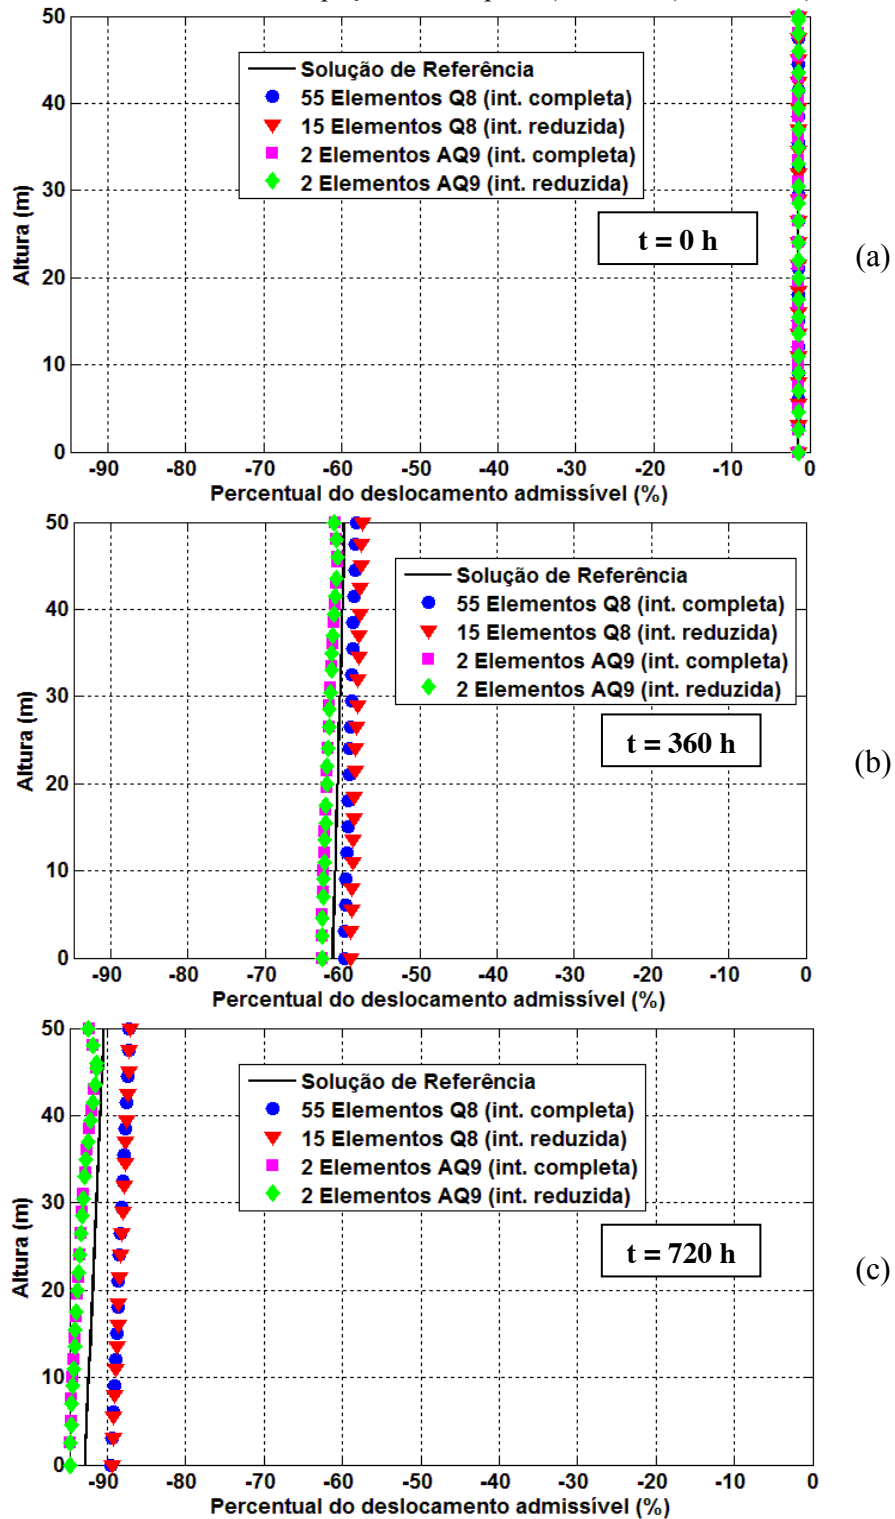 50
40
30
20
10
0
Altura (m)
Solução de Referência
55 Elementos Q8 (int. completa)
15 Elementos Q8 (int. reduzida)
2 Elementos AQ9 (int. completa)
2 Elementos AQ9 (int. reduzida)
t = 0 h
(a)
-90 -80 -70 -60 -50 -40 -30 -20 -10 0
Percentual do deslocamento admissível (%)
50
40
30
20
10
0
Altura (m)
Solução de Referência
55 Elementos Q8 (int. completa)
15 Elementos Q8 (int. reduzida)
2 Elementos AQ9 (int. completa)
2 Elementos AQ9 (int. reduzida)
t = 360 h
(b)
-90 -80 -70 -60 -50 -40 -30 -20 -10 0
Percentual do deslocamento admissível (%)
50
40
30
20
10
0
Altura (m)
Solução de Referência
55 Elementos Q8 (int. completa)
15 Elementos Q8 (int. reduzida)
2 Elementos AQ9 (int. completa)
2 Elementos AQ9 (int. reduzida)
t = 720 h
(c)
-90 -80 -70 -60 -50 -40 -30 -20 -10 0
Percentual do deslocamento admissível (%)